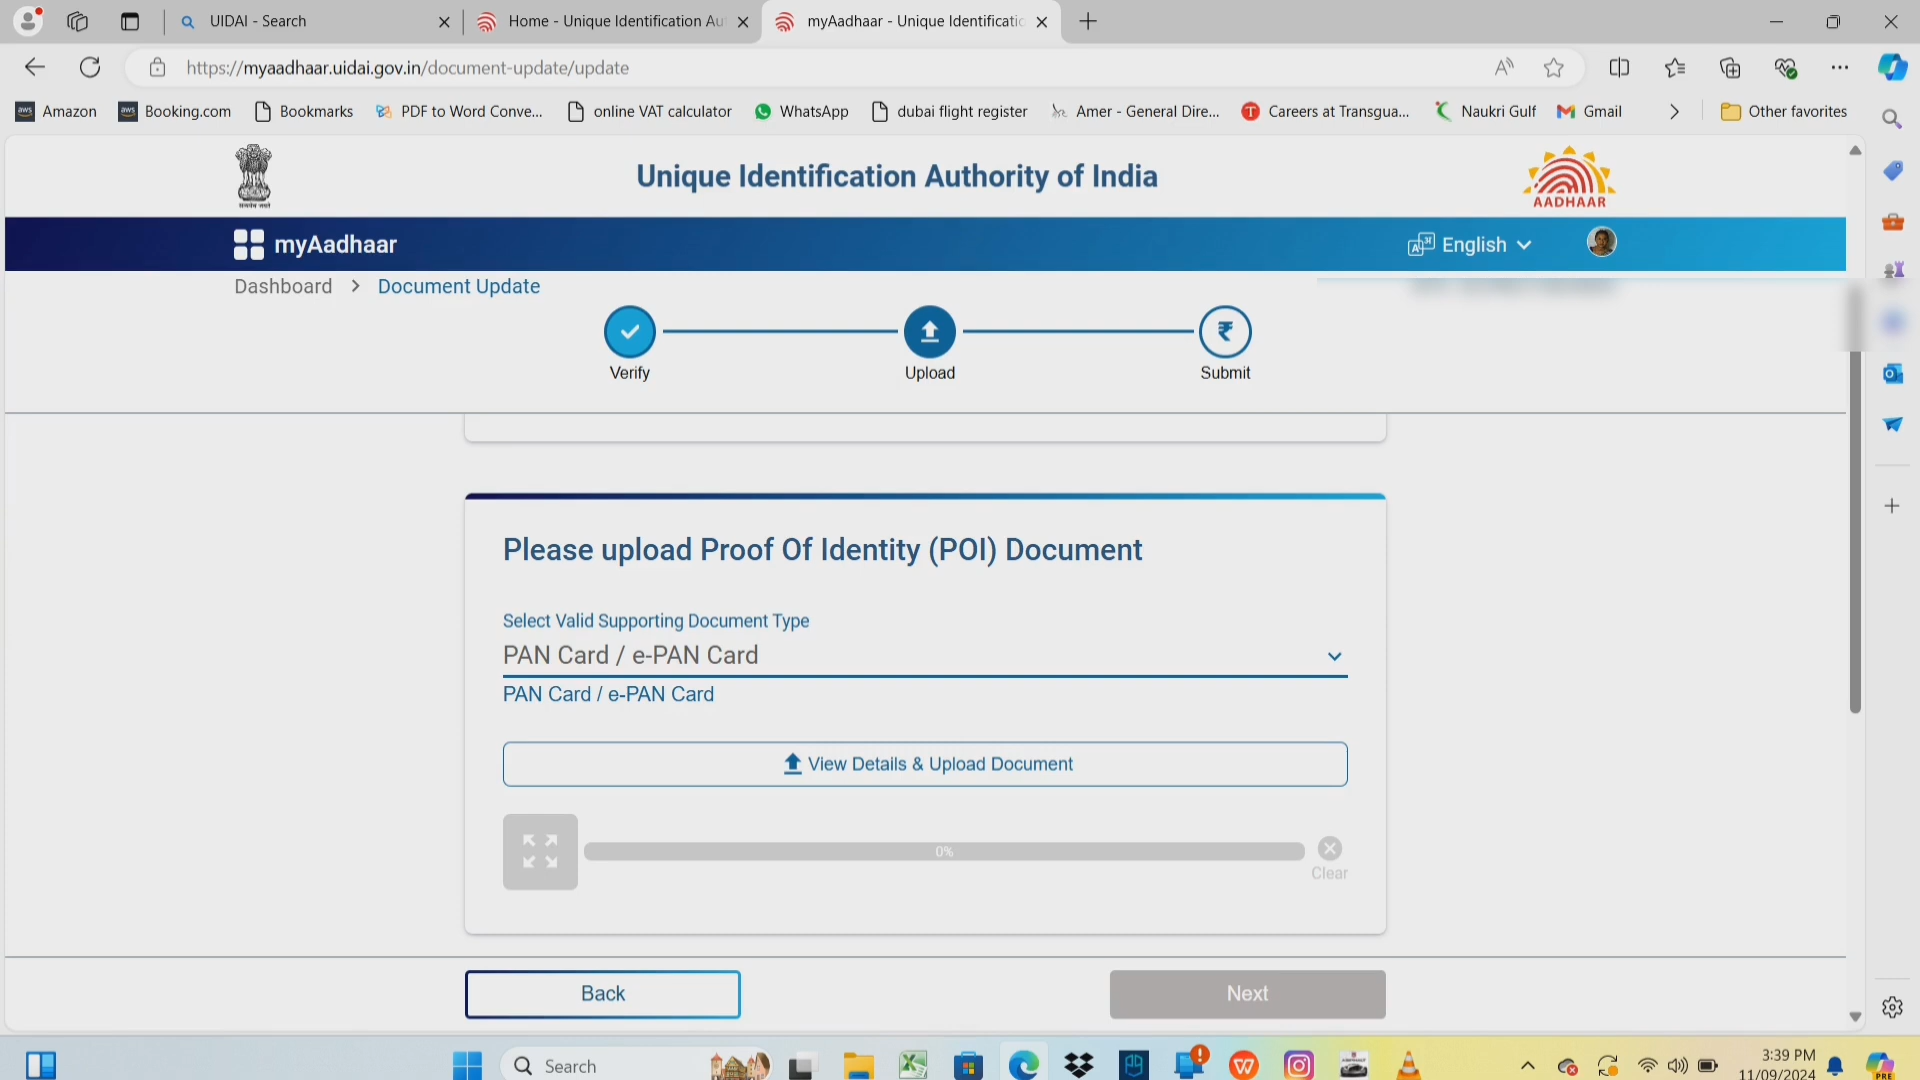 UIDAI - Search
Home - Unique Identification Au
myAadhaar - Unique Identificatic
https://myaadhaar.uidai.gov.in/document-update/update
aws Amazon
aws Booking.com
Bookmarks
PDF to Word Conve...
online VAT calculator
WhatsApp
dubai flight register
Amer - General Dire...
T Careers at Transgua...
Naukri Gulf
Gmail
Other favorites
Unique Identification Authority of India
AADHAAR
myAadhaar
English
Dashboard > Document Update
Verify
Upload
₹
Submit
Please upload Proof Of Identity (POI) Document
Select Valid Supporting Document Type
PAN Card / e-PAN Card
PAN Card / e-PAN Card
View Details & Upload Document
0%
Clear
Back
Next
Search
3:39 PM
11/09/2024
PRE